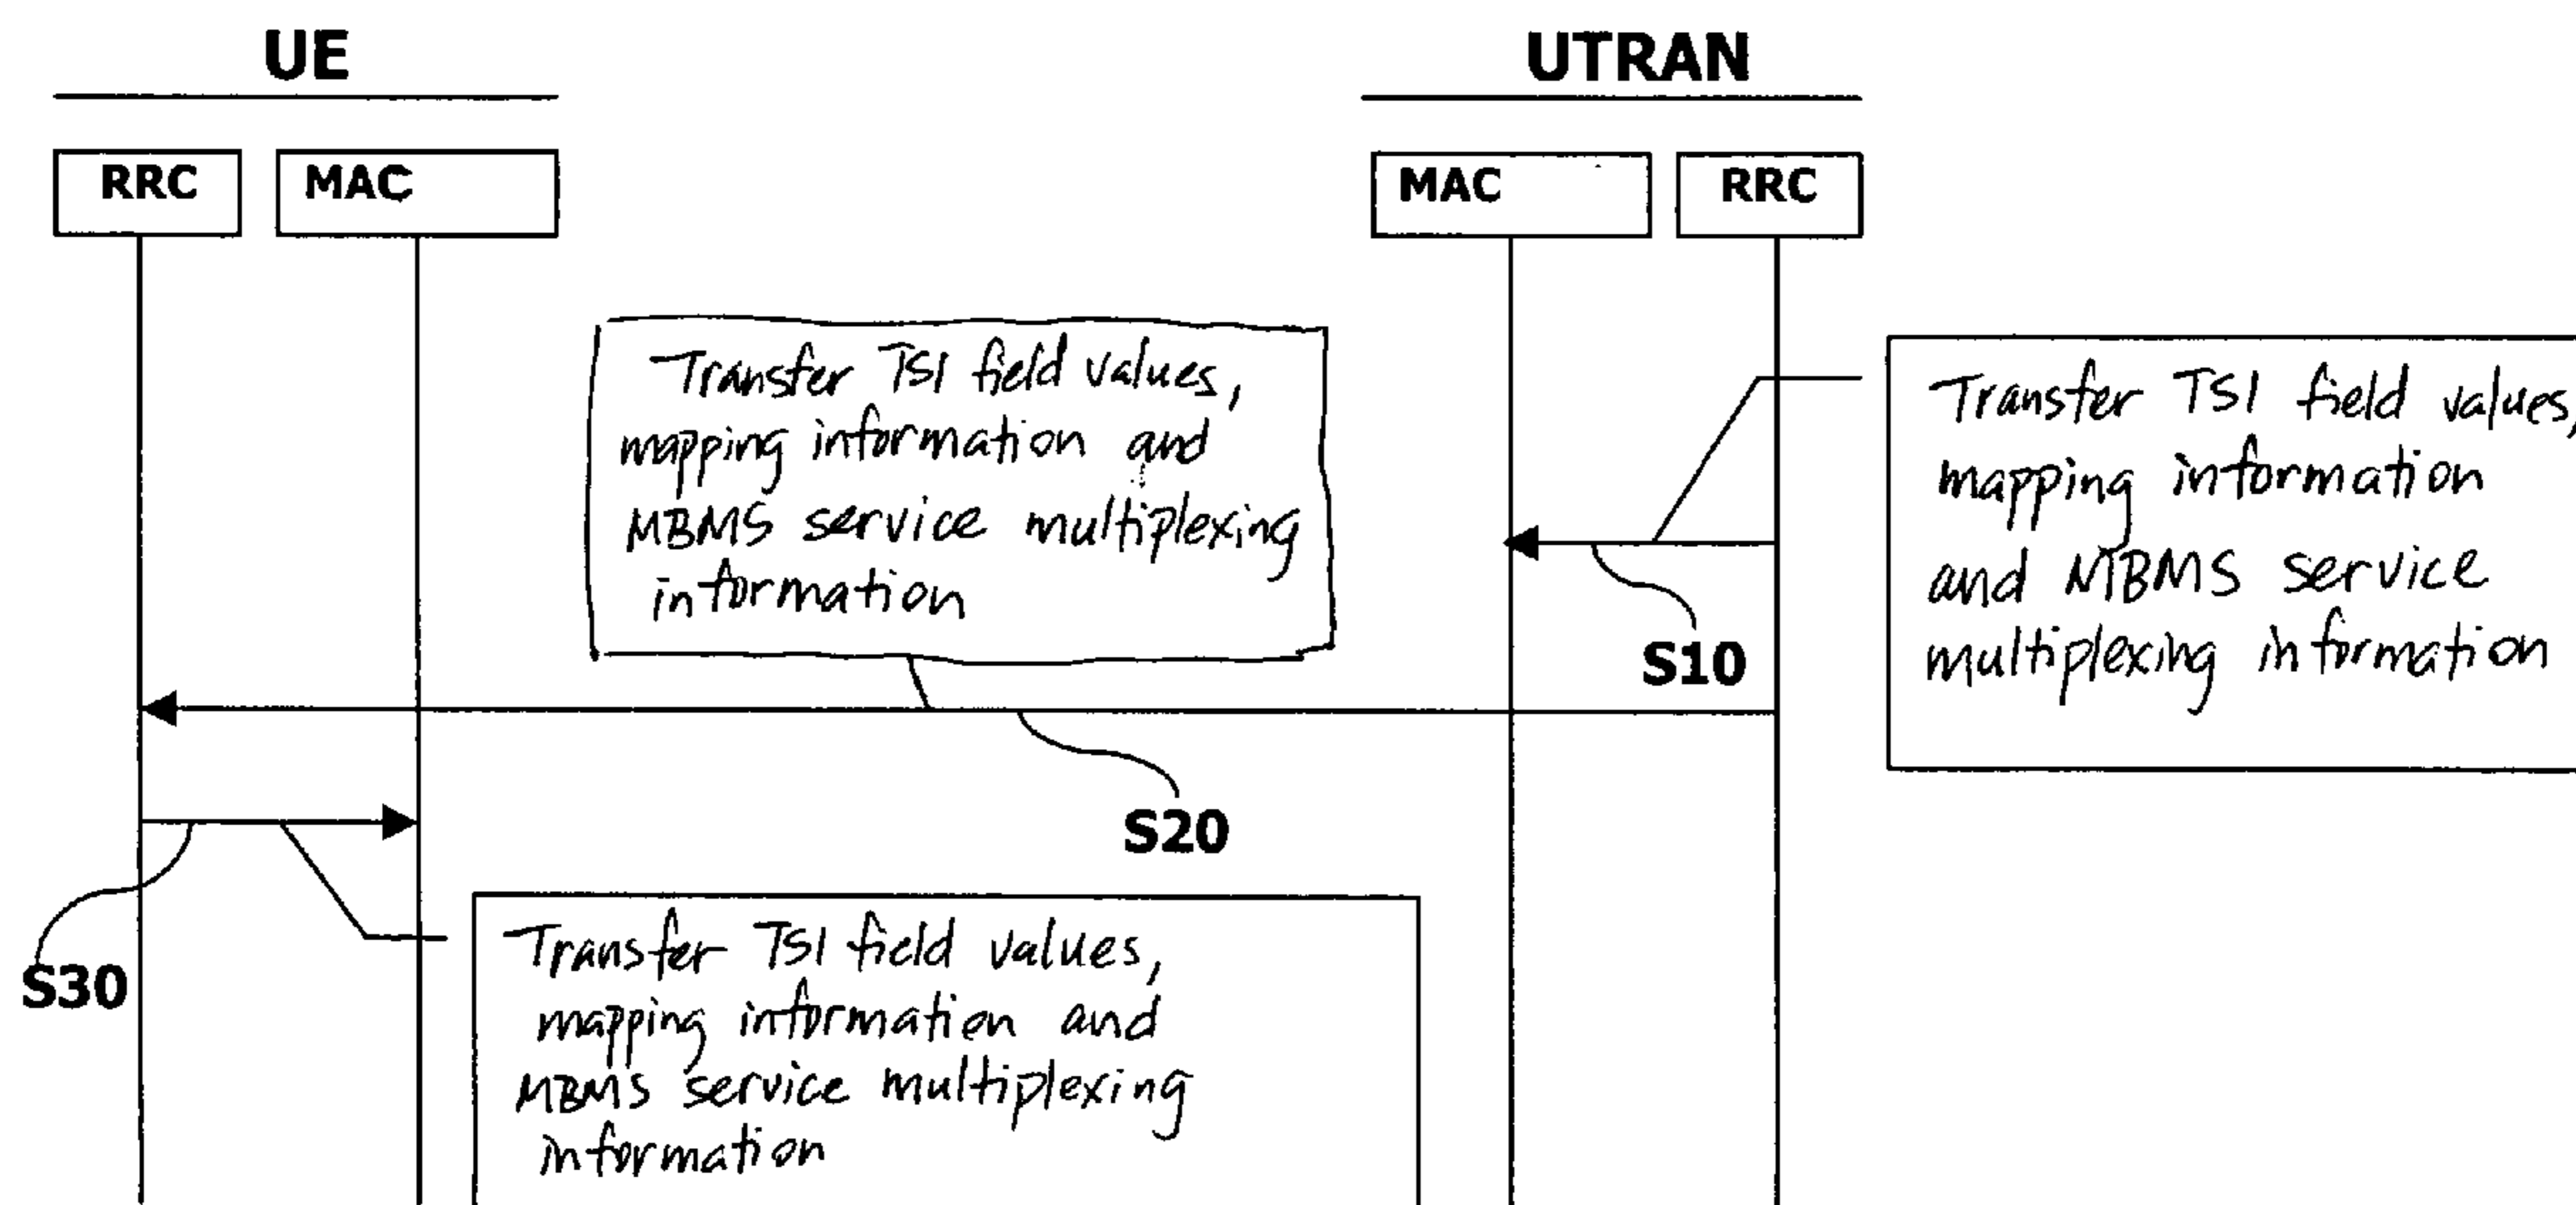 UE
UTRAN
RRC
MAC
MAC
RRC
Transfer TSI field values,
mapping information and
MBMS service multiplexing
information
Transfer TSI field values,
mapping information
and MBMS service
multiplexing information
S10
S20
S30
Transfer TSI field values,
mapping information and
MBMS service multiplexing
information